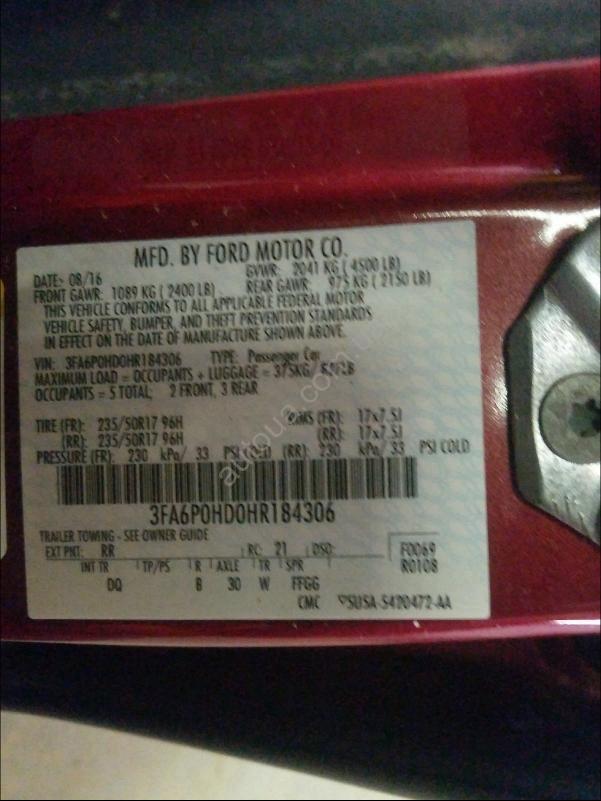 MFD. BY FORD MOTOR CO.
DATE: 08/16 GVWR: 2041 KG ( 4500 LB)
FRONT GAWR: 1089 KG ( 2400 LB) REAR GAWR: 975 KG ( 2150 LB)
THIS VEHICLE CONFORMS TO ALL APPLICABLE FEDERAL MOTOR
VEHICLE SAFETY, BUMPER, AND THEFT PREVENTION STANDARDS
IN EFFECT ON THE DATE OF MANUFACTURE SHOWN ABOVE.
VIN: 3FA6P0HD0HR184306 TYPE: Passenger Car
MAXIMUM LOAD = OCCUPANTS + LUGGAGE = 375KG/
OCCUPANTS = 5 TOTAL; 2 FRONT, 3 REAR
TIRE (FR): 235/50R17 96H RIMS (FR): 17x7.5J
(RR): 235/50R17 96H (RR): 17x7.5J
PRESSURE (FR): 230 kPa/ 33 PSI COLD (RR): 230 kPa/ 33 PSI COLD
3FA6P0HD0HR184306
TRAILER TOWING - SEE OWNER GUIDE
EXT PNT: RR RC: 21 DSO: F0069
INT TR TP/PS R AXLE TR SPR R0108
DQ B 30 W FFGG
CMC 5U5A-5420472-AA
autoua.com